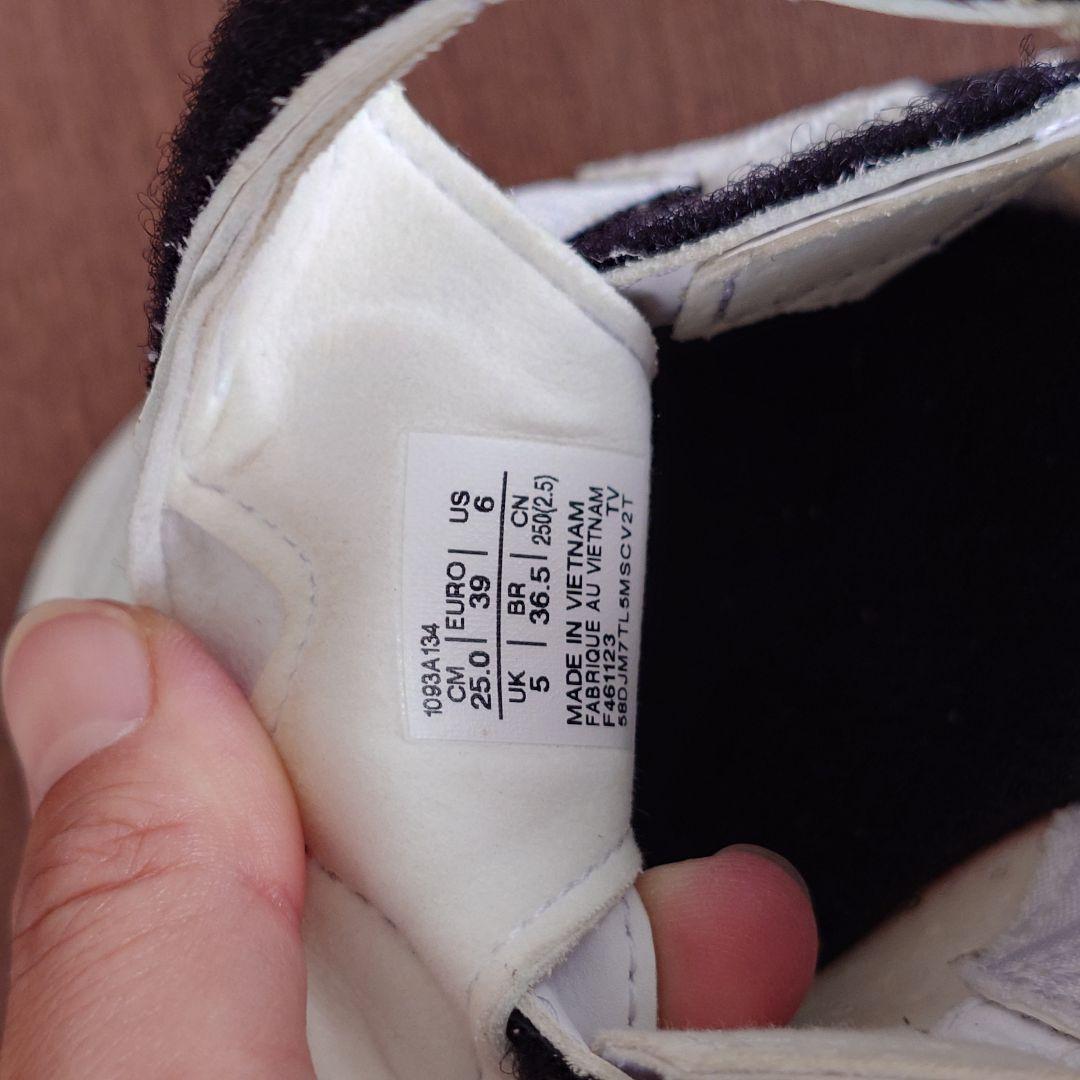 1093A134
CM | EURO | US
25.0 | 39 | 6
UK | BR | CN
5 | 36.5 | 250(2.5)
MADE IN VIETNAM
FABRIQUE AU VIETNAM
F461123 TV
58DJM7TL5MSCV2T